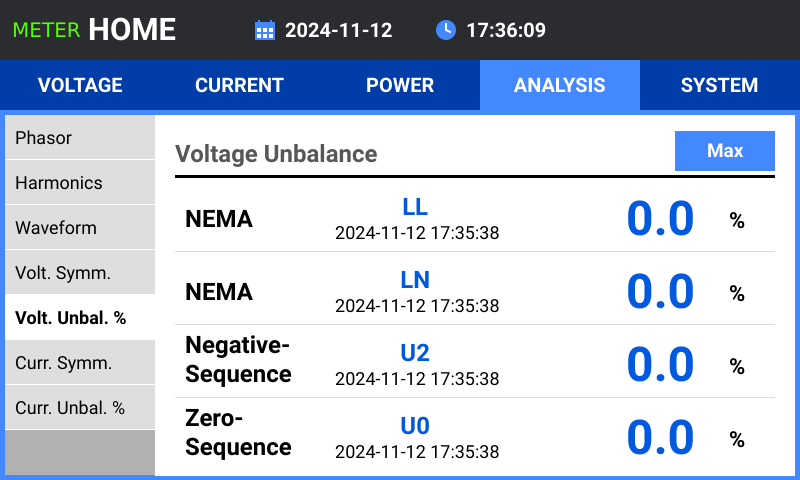 METER HOME 2024-11-12 17:36:09
VOLTAGE CURRENT POWER ANALYSIS SYSTEM
Phasor
Harmonics
Waveform
Volt. Symm.
Volt. Unbal. %
Curr. Symm.
Curr. Unbal. %
Voltage Unbalance Max
NEMA LL 0.0 %
2024-11-12 17:35:38
NEMA LN 0.0 %
2024-11-12 17:35:38
Negative-
Sequence U2 0.0 %
2024-11-12 17:35:38
Zero-
Sequence U0 0.0 %
2024-11-12 17:35:38